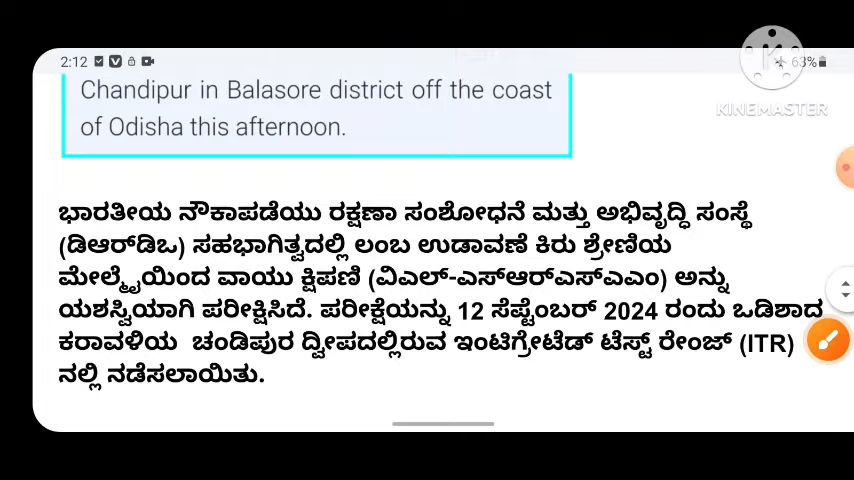 2:12
63%
KINEMASTER
Chandipur in Balasore district off the coast
of Odisha this afternoon.
ಭಾರತೀಯ ನೌಕಾಪಡೆಯು ರಕ್ಷಣಾ ಸಂಶೋಧನೆ ಮತ್ತು ಅಭಿವೃದ್ಧಿ ಸಂಸ್ಥೆ
(ಡಿಆರ್‌ಡಿಒ) ಸಹಭಾಗಿತ್ವದಲ್ಲಿ ಲಂಬ ಉಡಾವಣೆ ಕಿರು ಶ್ರೇಣಿಯ
ಮೇಲ್ಮೈಯಿಂದ ವಾಯು ಕ್ಷಿಪಣಿ (ವಿಎಲ್-ಎಸ್‌ಆರ್‌ಎಸ್‌ಎಎಂ) ಅನ್ನು
ಯಶಸ್ವಿಯಾಗಿ ಪರೀಕ್ಷಿಸಿದೆ. ಪರೀಕ್ಷೆಯನ್ನು 12 ಸೆಪ್ಟೆಂಬರ್ 2024 ರಂದು ಒಡಿಶಾದ
ಕರಾವಳಿಯ ಚಂಡಿಪುರ ದ್ವೀಪದಲ್ಲಿರುವ ಇಂಟಿಗ್ರೇಟೆಡ್ ಟೆಸ್ಟ್ ರೇಂಜ್ (ITR)
ನಲ್ಲಿ ನಡೆಸಲಾಯಿತು.